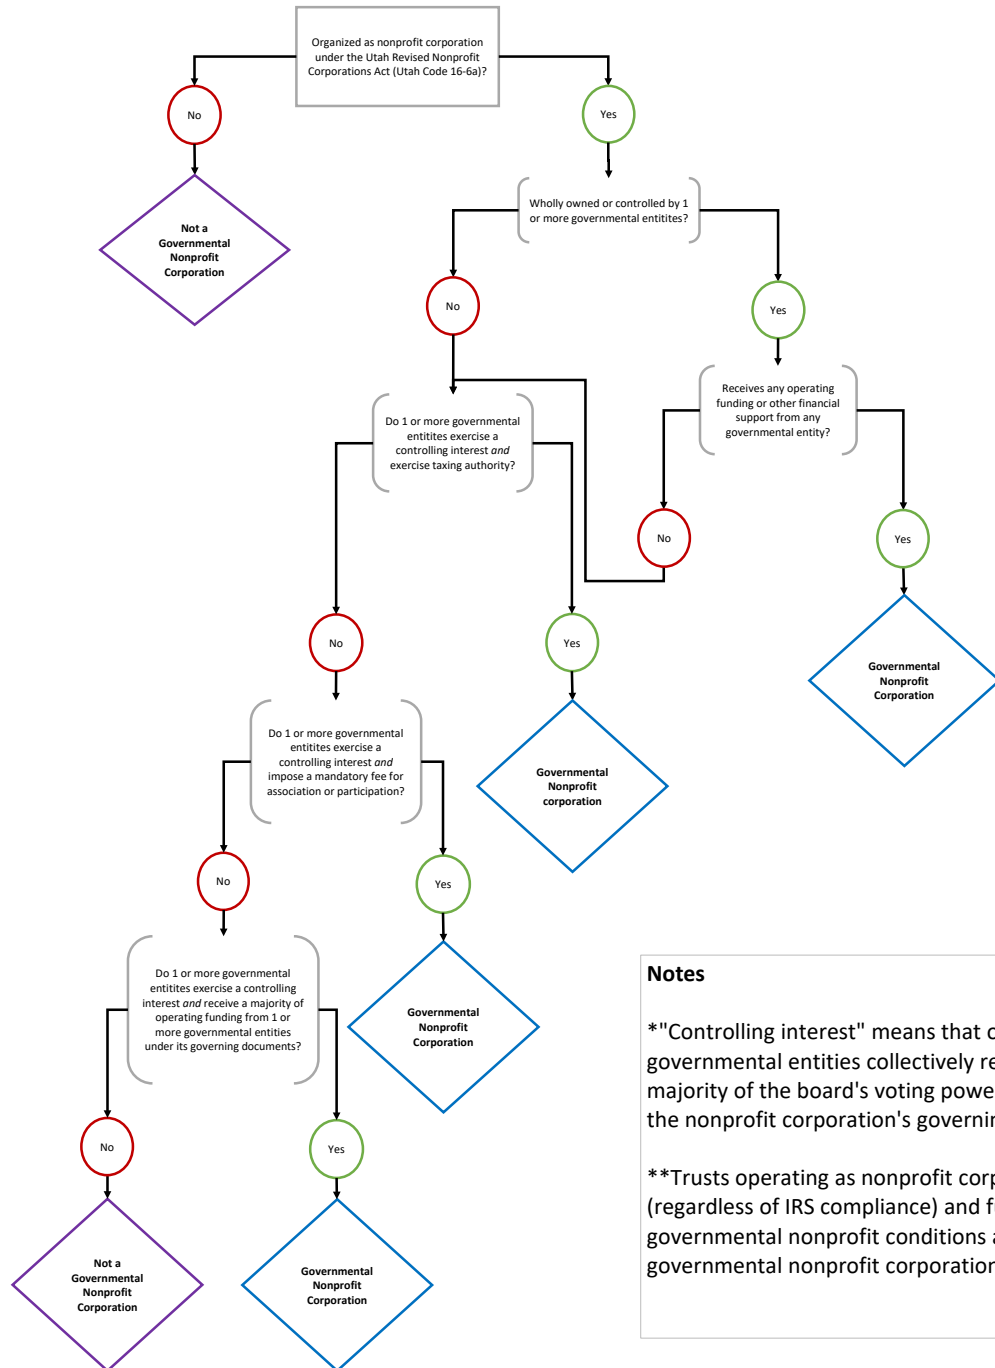 Organized as nonprofit corporation
under the Utah Revised Nonprofit
Corporations Act (Utah Code 16-6a)?
No
Yes
Not a
Governmental
Nonprofit
Corporation
Wholly owned or controlled by 1
or more governmental entitites?
No
Yes
Receives any operating
funding or other financial
support from any
governmental entity?
Do 1 or more governmental
entitites exercise a
controlling interest and
exercise taxing authority?
No
Yes
No
Yes
Governmental
Nonprofit
Corporation
Do 1 or more governmental
entitites exercise a
controlling interest and
impose a mandatory fee for
association or participation?
Governmental
Nonprofit
corporation
No
Yes
Do 1 or more governmental
entitites exercise a controlling
interest and receive a majority of
operating funding from 1 or
more governmental entities
under its governing documents?
Governmental
Nonprofit
Corporation
No
Yes
Not a
Governmental
Nonprofit
Corporation
Governmental
Nonprofit
Corporation
Notes
*"Controlling interest" means that
governmental entities collectively
majority of the board's voting
the nonprofit corporation's
**Trusts operating as nonprofit
(regardless of IRS compliance) and
governmental nonprofit conditions
governmental nonprofit